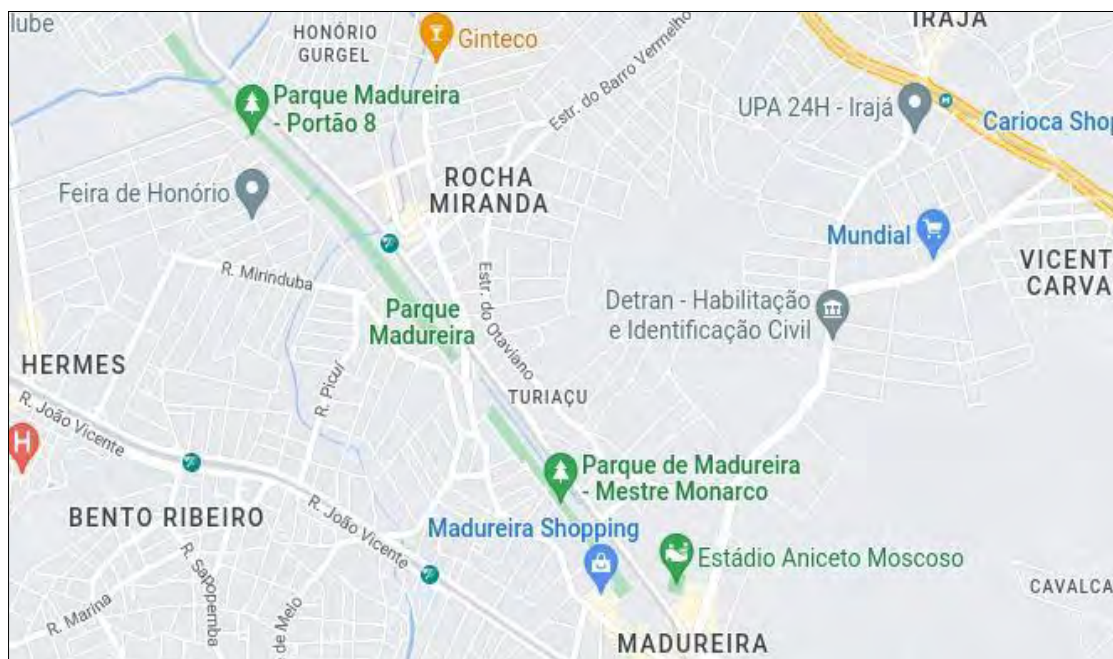 lube
HONÓRIO
GURGEL
Ginteco
IRAJÁ
Parque Madureira
- Portão 8
Estr. do Barro Vermelho
UPA 24H - Irajá
Carioca Shop
Feira de Honório
ROCHA
MIRANDA
Mundial
VICENT
CARVA
R. Mirinduba
Parque
Madureira
Estr. do Otaviano
Detran - Habilitação
e Identificação Civil
HERMES
R. João Vicente
R. Picuí
TURIAÇU
H
Parque de Madureira
- Mestre Monarco
BENTO RIBEIRO
R. João Vicente
Madureira Shopping
Estádio Aniceto Moscoso
R. Sapopemba
R. Marina
de Melo
CAVALCA
MADUREIRA